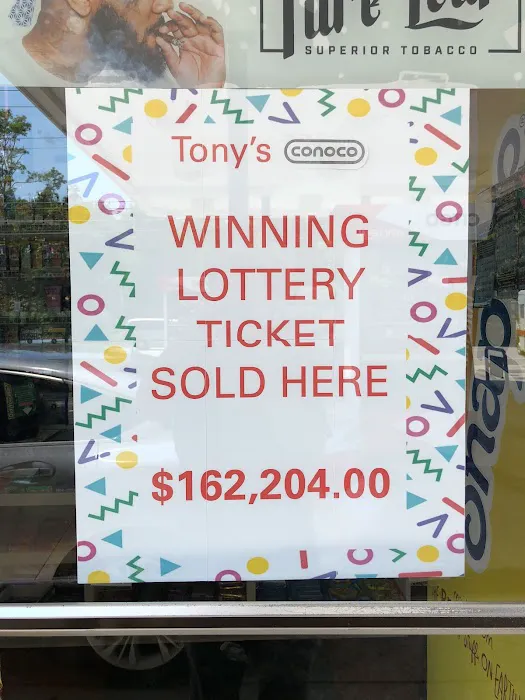 SUPERIOR TOBACCO
Tony's conoco
WINNING
LOTTERY
TICKET
SOLD HERE
$162,204.00